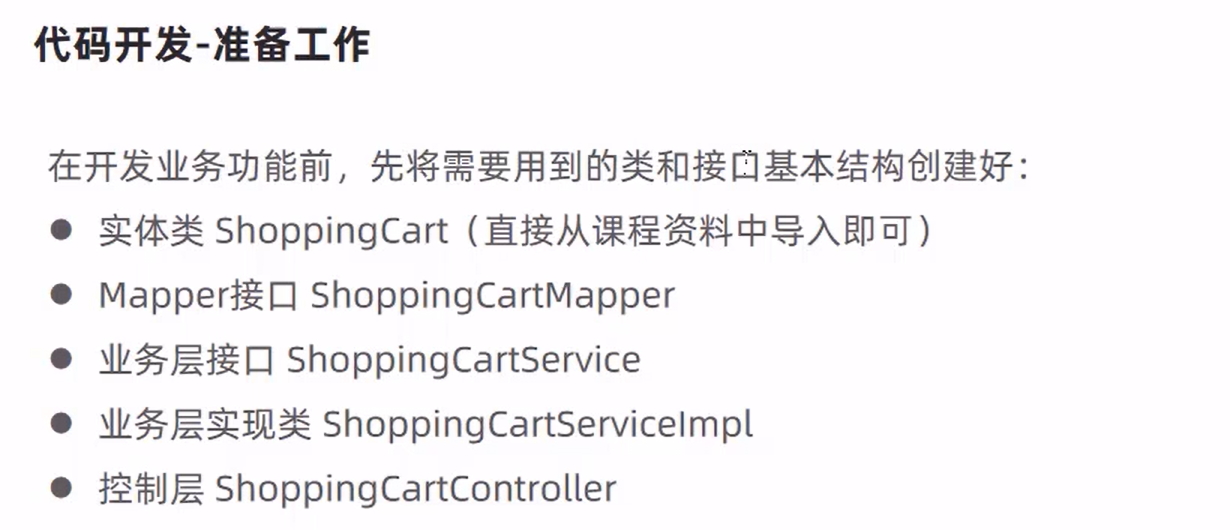 代码开发-准备工作
在开发业务功能前，先将需要用到的类和接口基本结构创建好：
● 实体类 ShoppingCart（直接从课程资料中导入即可）
● Mapper接口 ShoppingCartMapper
● 业务层接口 ShoppingCartService
● 业务层实现类 ShoppingCartServiceImpl
● 控制层 ShoppingCartController